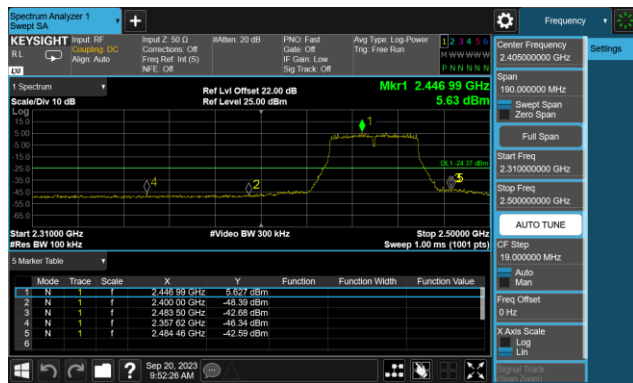 Spectrum Analyzer 1
Swept SA
Frequency
KEYSIGHT
RL
LXI
Input: RF
Coupling: DC
Align: Auto
Input Z: 50 Ω
Corrections: Off
Freq Ref: Int (S)
NFE: Off
#Atten: 20 dB
PNO: Fast
Gate: Off
IF Gain: Low
Sig Track: Off
Avg Type: Log-Power
Trig: Free Run
1 2 3 4 5 6
M W W W W W
P N N N N N
Center Frequency
2.405000000 GHz
Settings
Span
190.000000 MHz
Swept Span
Zero Span
Full Span
Start Freq
2.310000000 GHz
Stop Freq
2.500000000 GHz
AUTO TUNE
CF Step
19.000000 MHz
Auto
Man
Freq Offset
0 Hz
X Axis Scale
Log
Lin
Signal Track
(Span Zoom)
1 Spectrum
Scale/Div 10 dB
Ref Lvl Offset 22.00 dB
Ref Level 25.00 dBm
Mkr1 2.446 99 GHz
5.63 dBm
Log
15.0
5.00
-5.00
-15.0
-25.0
-35.0
-45.0
-55.0
-65.0
1
DL1 -24.37 dBm
4
2
5
Start 2.31000 GHz
#Res BW 100 kHz
#Video BW 300 kHz
Stop 2.50000 GHz
Sweep 1.00 ms (1001 pts)
5 Marker Table
Mode Trace Scale X Y Function Function Width Function Value
1 N 1 f 2.446 99 GHz 5.627 dBm
2 N 1 f 2.400 00 GHz -48.39 dBm
3 N 1 f 2.483 50 GHz -42.68 dBm
4 N 1 f 2.357 62 GHz -46.34 dBm
5 N 1 f 2.484 46 GHz -42.59 dBm
6
?
Sep 20, 2023
9:52:26 AM